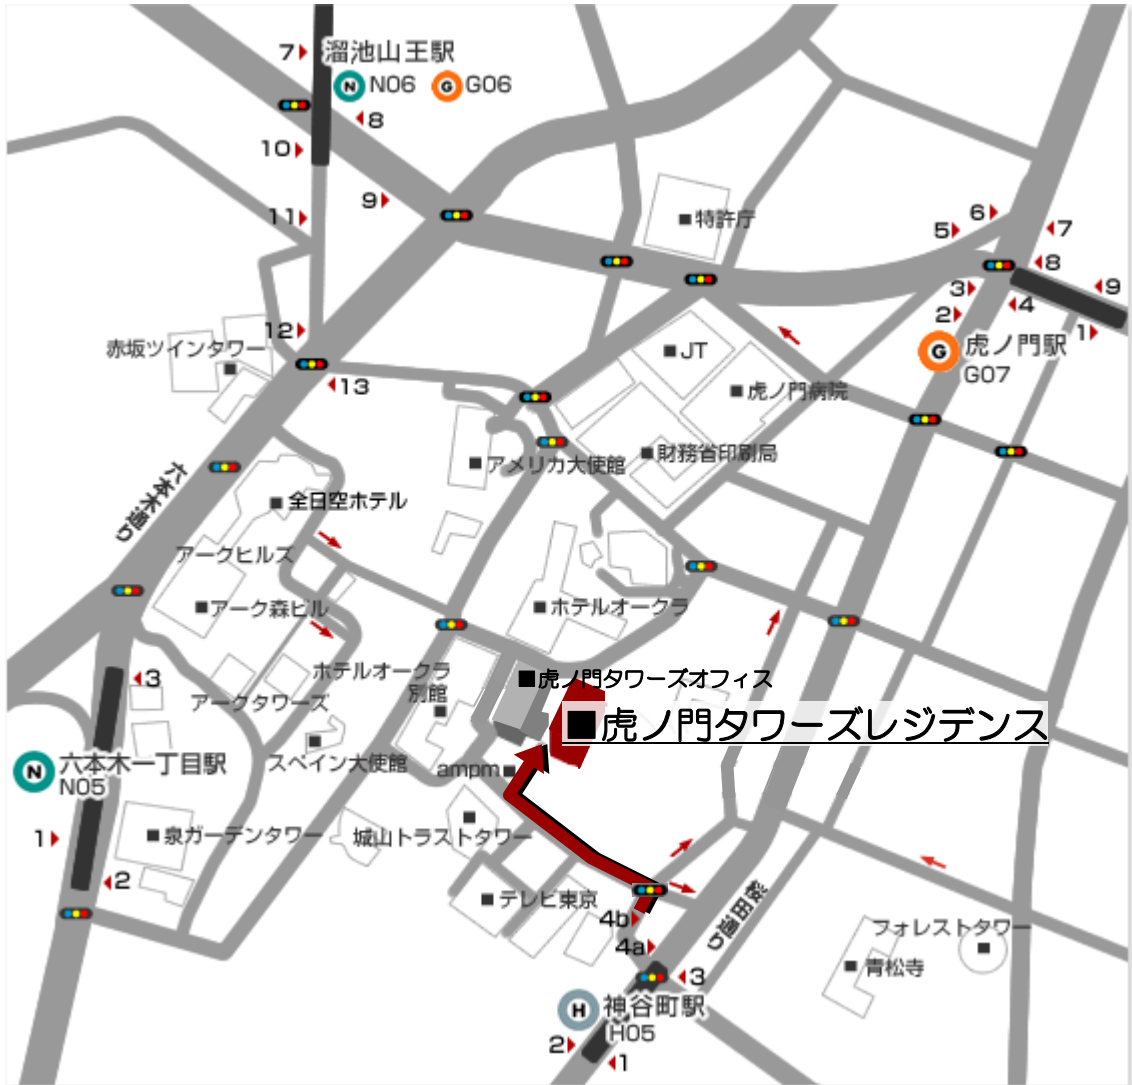 7
溜池山王駅
N N06 G G06
8
10
9
11
特許庁
6
5
7
8
3
9
4
2
1
12
赤坂ツインタワー
JT
G 虎ノ門駅
G07
13
虎ノ門病院
アメリカ大使館
財務省印刷局
六本木通り
全日空ホテル
アークヒルズ
アーク森ビル
ホテルオークラ
ホテルオークラ
別館
虎ノ門タワーズオフィス
3
アークタワーズ
虎ノ門タワーズレジデンス
N 六本木一丁目駅
N05
スペイン大使館
ampm
1
泉ガーデンタワー
城山トラストタワー
2
テレビ東京
桜田通り
4b
4a
フォレストタワー
青松寺
3
H 神谷町駅
H05
2
1